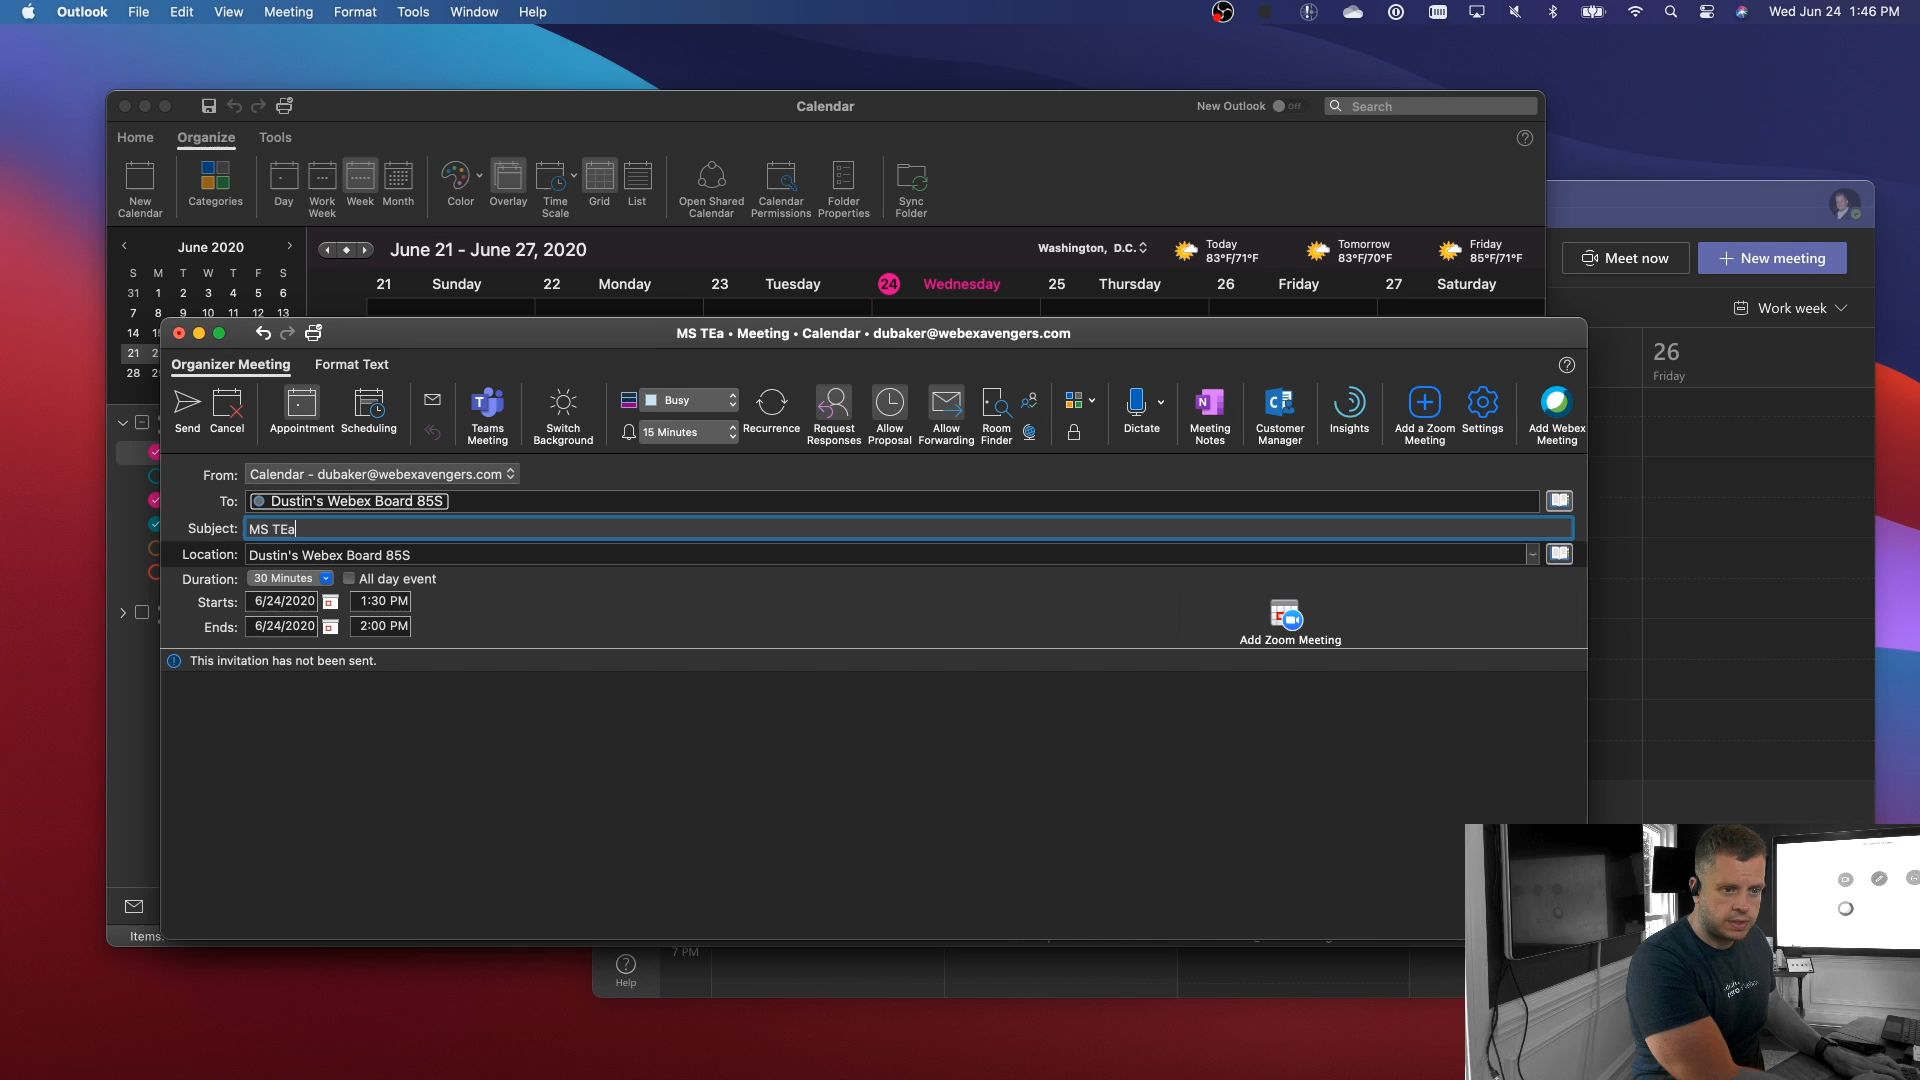 Outlook File Edit View Meeting Format Tools Window Help
Wed Jun 24 1:46 PM
Calendar
New Outlook Off
Search
Home Organize Tools
New Calendar
Categories
Day
Work Week
Week
Month
Color
Overlay
Time Scale
Grid
List
Open Shared Calendar
Calendar Permissions
Folder Properties
Sync Folder
June 2020
June 21 - June 27, 2020
Washington, D.C.
Today 83°F/71°F
Tomorrow 83°F/70°F
Friday 85°F/71°F
S M T W T F S
31 1 2 3 4 5 6
7 8 9 10 11 12 13
14
21
28
21 Sunday 22 Monday 23 Tuesday 24 Wednesday 25 Thursday 26 Friday 27 Saturday
Meet now
New meeting
Work week
26
Friday
MS TEa • Meeting • Calendar • dubaker@webexavengers.com
Organizer Meeting Format Text
Send
Cancel
Appointment
Scheduling
Teams Meeting
Switch Background
Busy
15 Minutes
Recurrence
Request Responses
Allow Proposal
Allow Forwarding
Room Finder
Dictate
Meeting Notes
Customer Manager
Insights
Add a Zoom Meeting
Settings
Add Webex Meeting
From: Calendar - dubaker@webexavengers.com
To: Dustin's Webex Board 85S
Subject: MS TEa
Location: Dustin's Webex Board 85S
Duration: 30 Minutes All day event
Starts: 6/24/2020 1:30 PM
Ends: 6/24/2020 2:00 PM
Add Zoom Meeting
This invitation has not been sent.
Items:
7 PM
Help